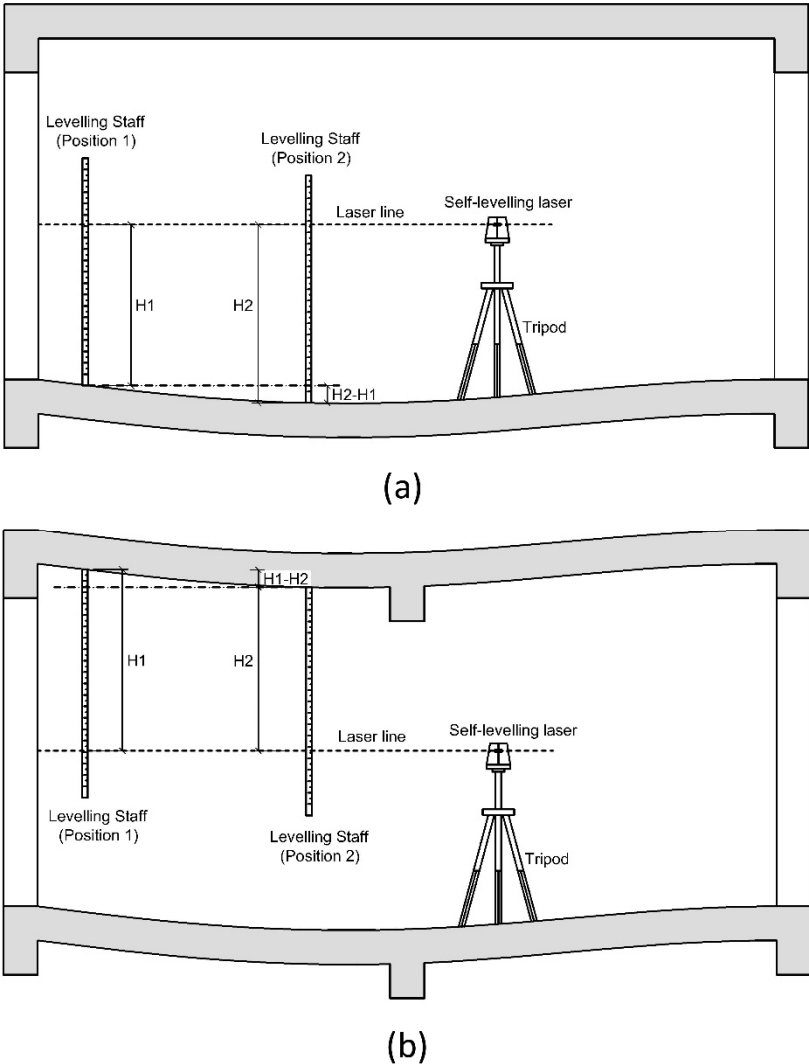 Levelling Staff
(Position 1)
Levelling Staff
(Position 2)
Self-levelling laser
Laser line
H1
H2
Tripod
H2-H1
(a)
H1-H2
H1
H2
Self-levelling laser
Laser line
Levelling Staff
(Position 1)
Levelling Staff
(Position 2)
Tripod
(b)